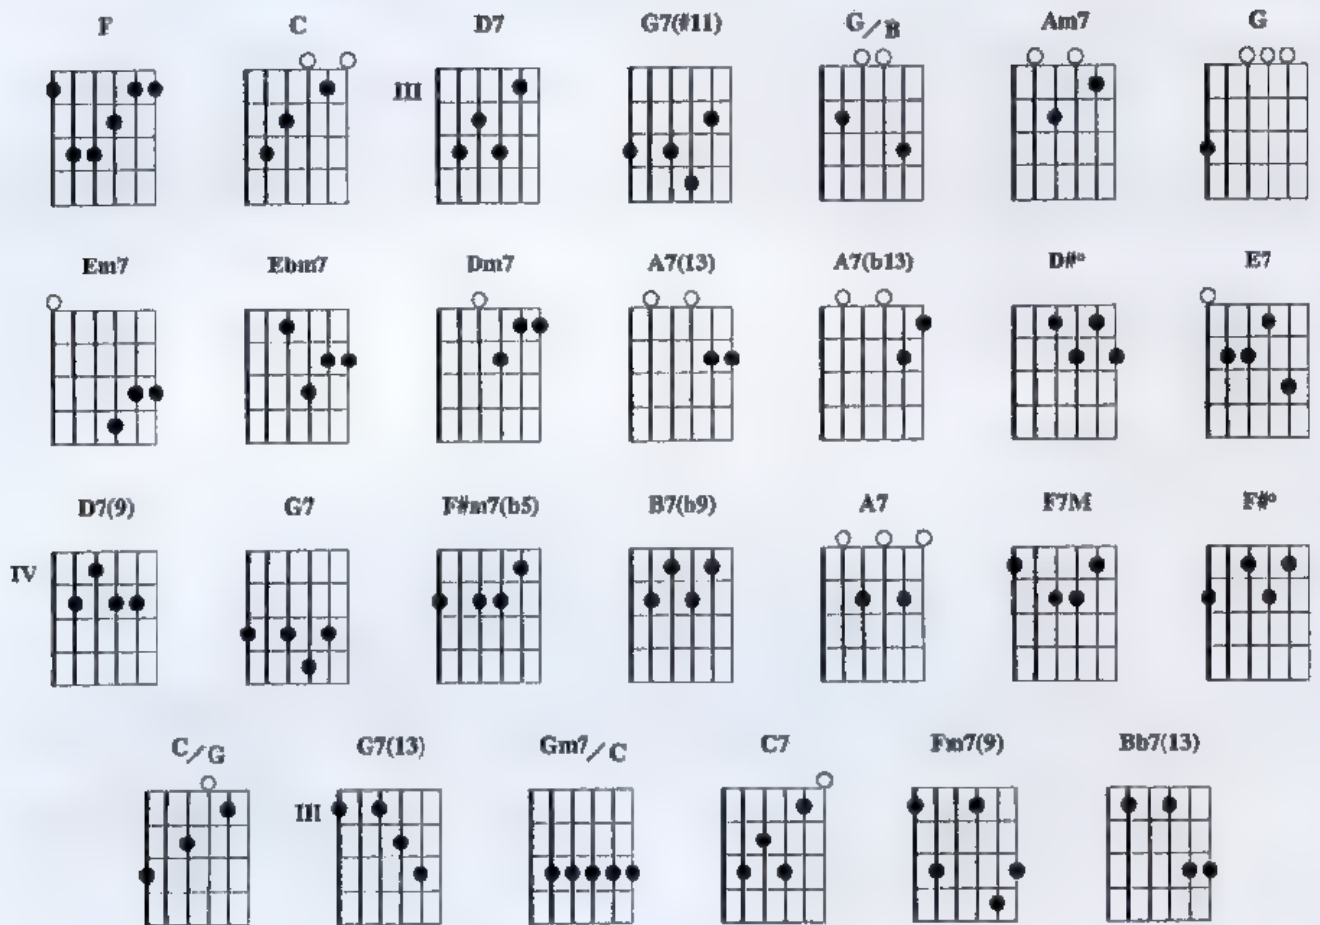 F C D7 G7(#11) G/B Am7 G
III
Em7 Ebm7 Dm7 A7(13) A7(b13) D#° E7
D7(9) G7 F#m7(b5) B7(b9) A7 F7M F#°
IV
C/G G7(13) Gm7/C C7 Fm7(9) Bb7(13)
III